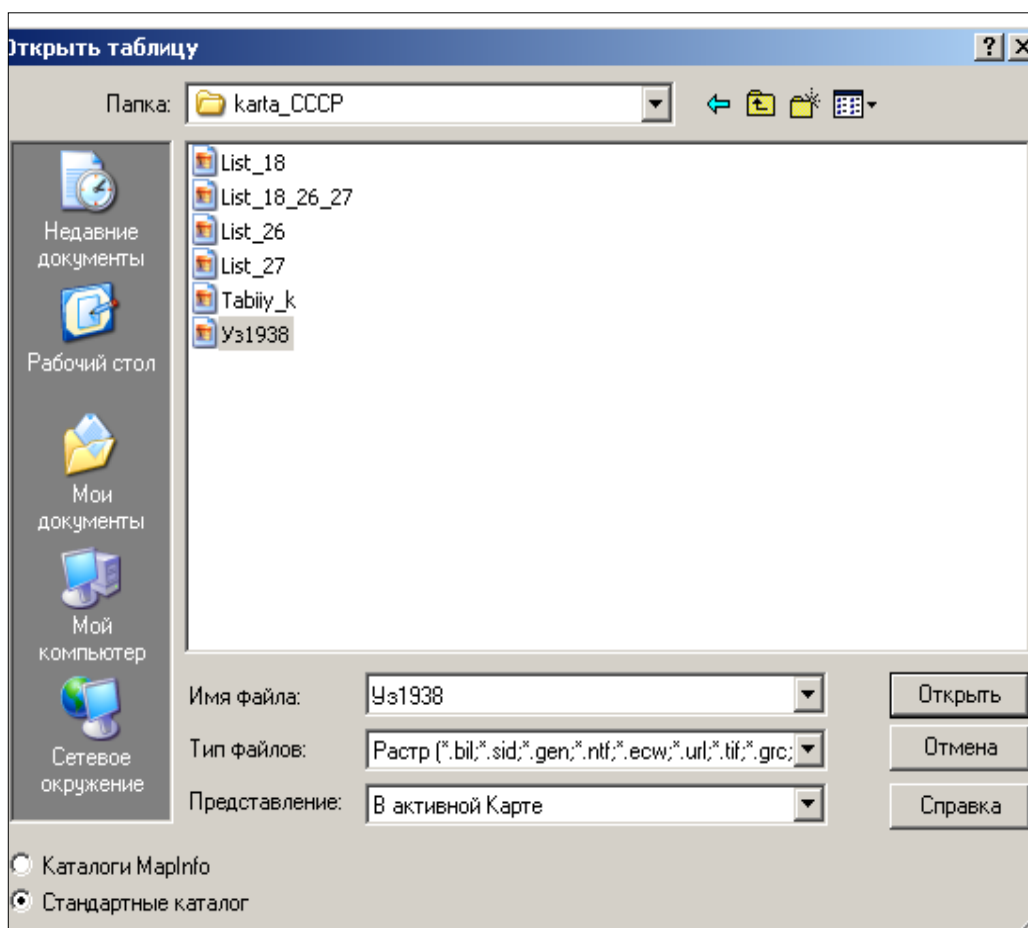 Открыть таблицу
Папка: karta_СССР
List_18
List_18_26_27
List_26
List_27
Tabiiy_k
Уз1938
Недавние
документы
Рабочий стол
Мои
документы
Мой
компьютер
Сетевое
окружение
Имя файла: Уз1938 Открыть
Тип файлов: Растр (*.bil;*.sid;*.gen;*.ntf;*.ecw;*.url;*.tif;*.grc; Отмена
Представление: В активной Карте Справка
Каталоги MapInfo
Стандартные каталог